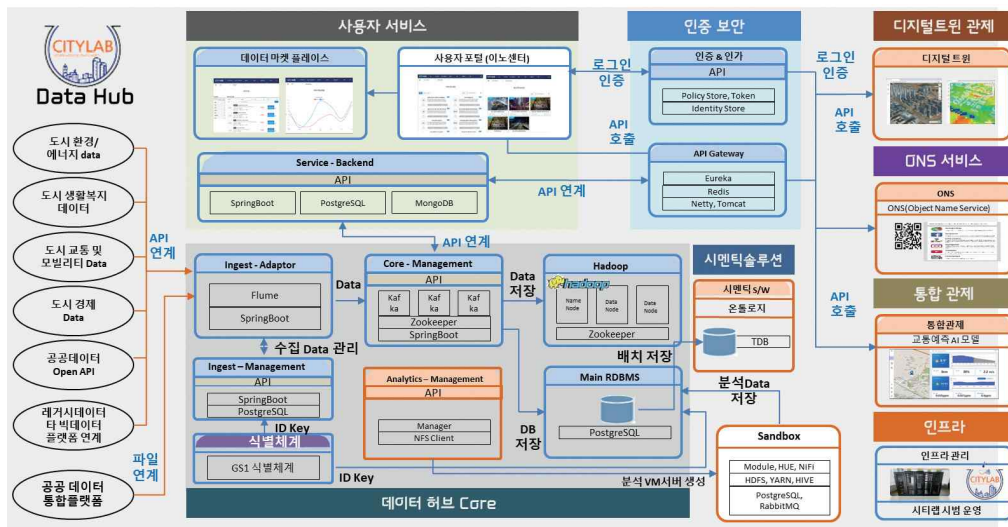 CITYLAB
Data Hub
도시 환경/
에너지 data
도시 생활복지
데이터
도시 교통 및
모빌리티 Data
도시 경제
Data
공공데이터
Open API
레거시데이터
타 빅데이터
플랫폼 연계
공공 데이터
통합플랫폼
API
연계
파일
연계
사용자 서비스
데이터 마켓 플레이스
사용자 포털 (이노센터)
Service - Backend
API
SpringBoot
PostgreSQL
MongoDB
인증 보안
인증 & 인가
API
Policy Store, Token
Identity Store
API Gateway
Eureka
Redis
Netty, Tomcat
로그인
인증
API
호출
API 연계
API 연계
로그인
인증
API
호출
API
호출
Ingest - Adaptor
Flume
SpringBoot
Data
수집 Data 관리
Ingest – Management
API
SpringBoot
PostgreSQL
ID Key
식별체계
GS1 식별체계
ID Key
Core - Management
API
Kaf
ka
Kaf
ka
Kaf
ka
Zookeeper
SpringBoot
Data
저장
Hadoop
hadoop
Name
Node
Data
Node
Data
Node
Zookeeper
배치 저장
Analytics – Management
API
Manager
NFS Client
DB
저장
Main RDBMS
PostgreSQL
분석 VM서버 생성
데이터 허브 Core
시멘틱솔루션
시멘틱 S/W
온톨로지
TDB
분석Data
저장
Sandbox
Module, HUE, NiFi
HDFS, YARN, HIVE
PostgreSQL,
RabbitMQ
디지털트윈 관제
디지털 트윈
ONS 서비스
ONS
ONS(Object Name Service)
통합 관제
통합관제
교통예측 AI 모델
인프라
인프라 관리
CITYLAB
시티랩 시범 운영